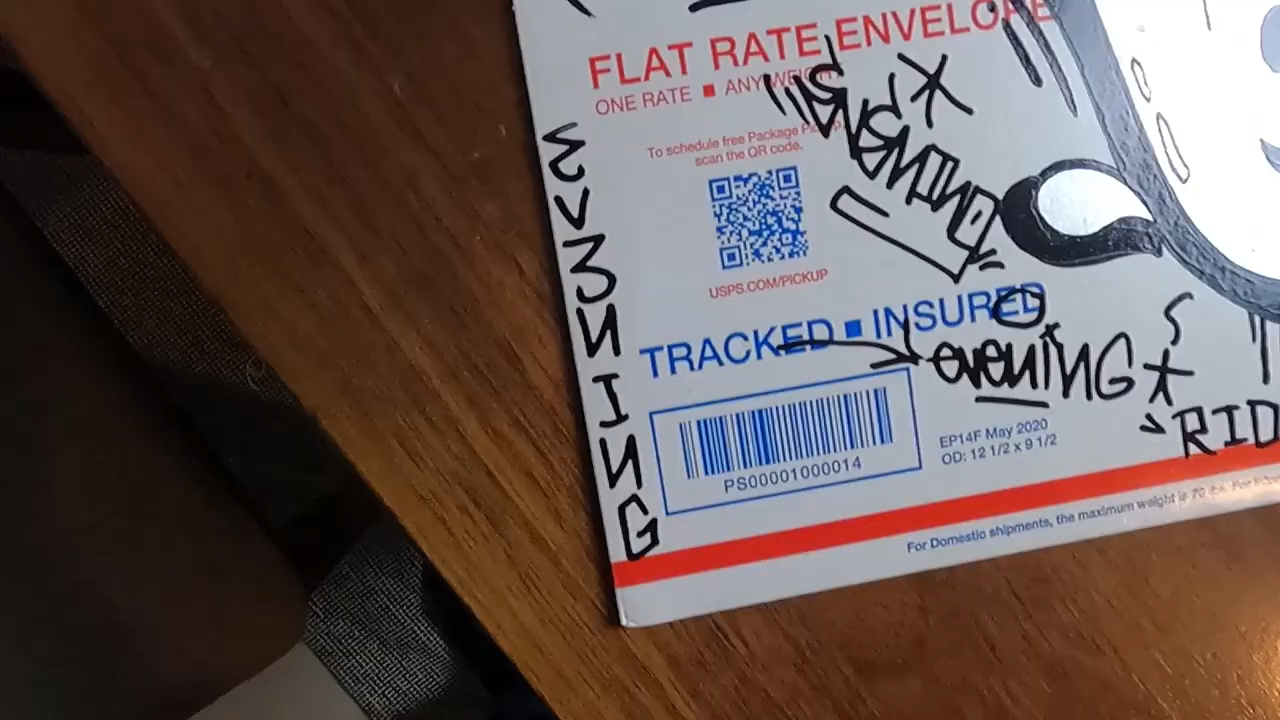 FLAT RATE ENVELOPE
ONE RATE ■ ANY WEIGHT
To schedule free Package Pickup,
scan the QR code.
USPS.COM/PICKUP
EV3NING
TRACKED ■ INSURED
evenING
RID
PS00001000014
EP14F May 2020
OD: 12 1/2 x 9 1/2
For Domestic shipments, the maximum weight is 70 lbs. For